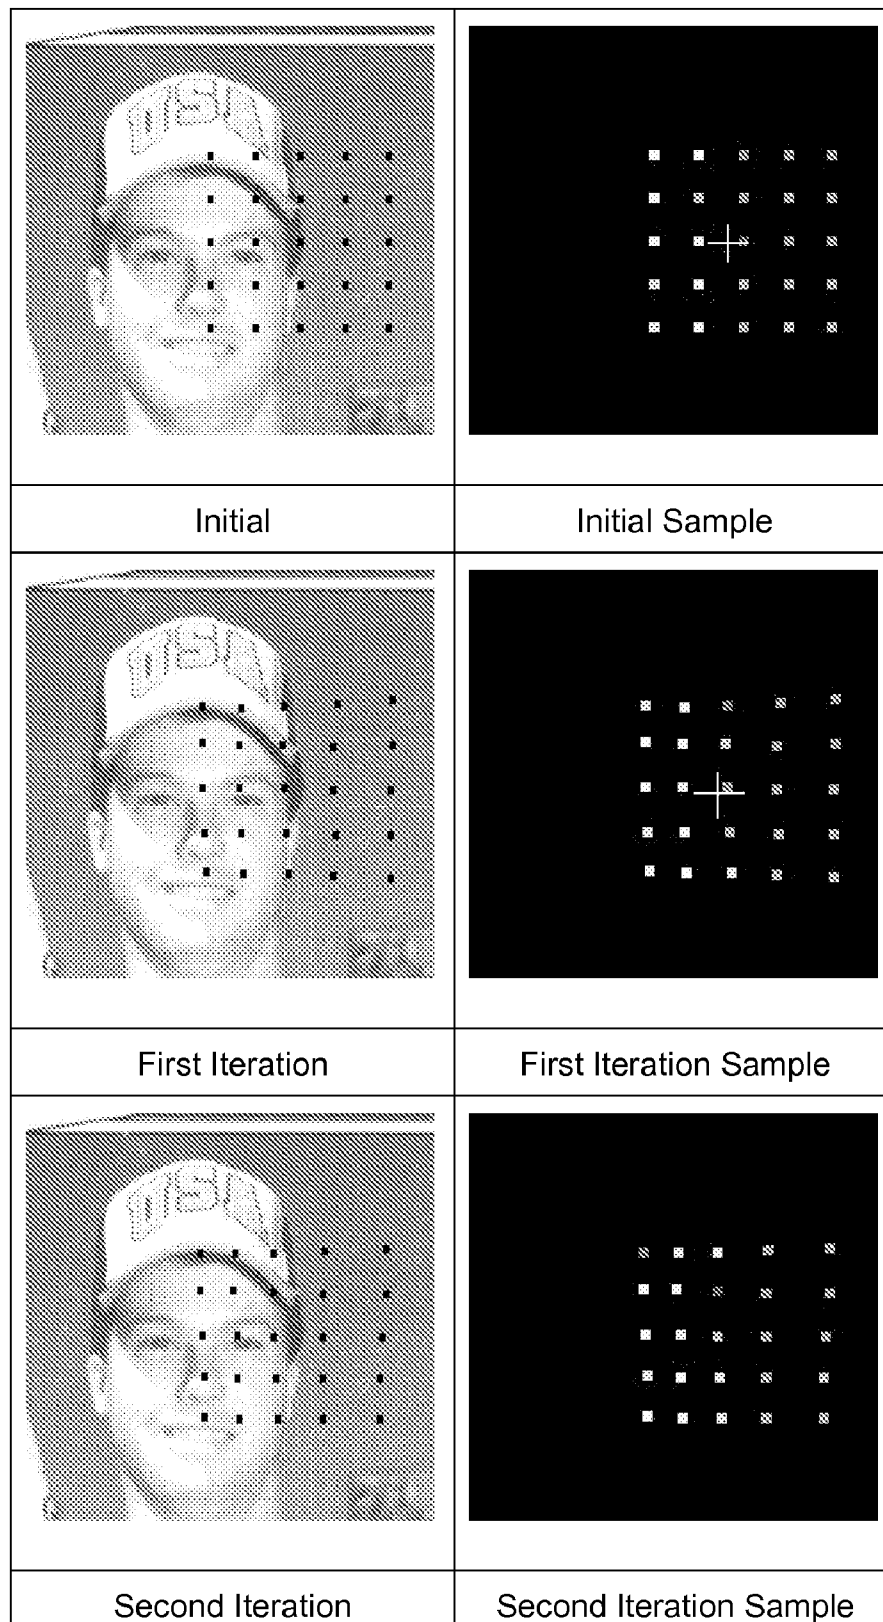 USA
Initial
Initial Sample
USA
First Iteration
First Iteration Sample
USA
Second Iteration
Second Iteration Sample